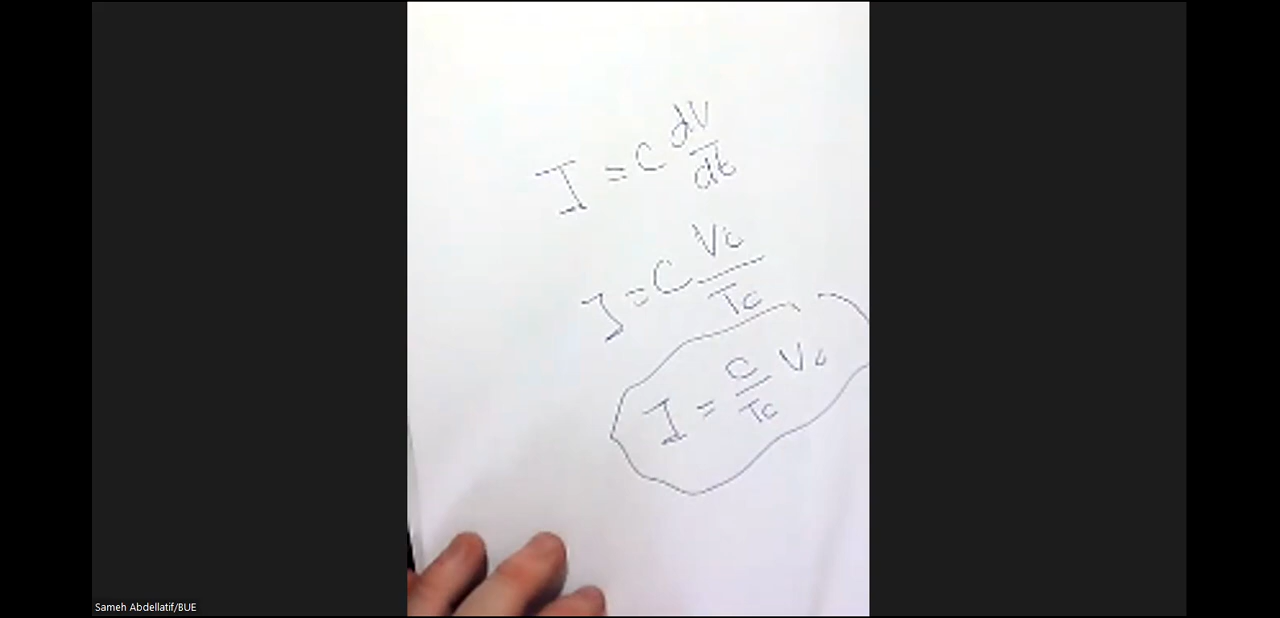 I = C dV/dt
I = C Vc/Tc
I = C/Tc Vc
Sameh Abdellatif/BUE